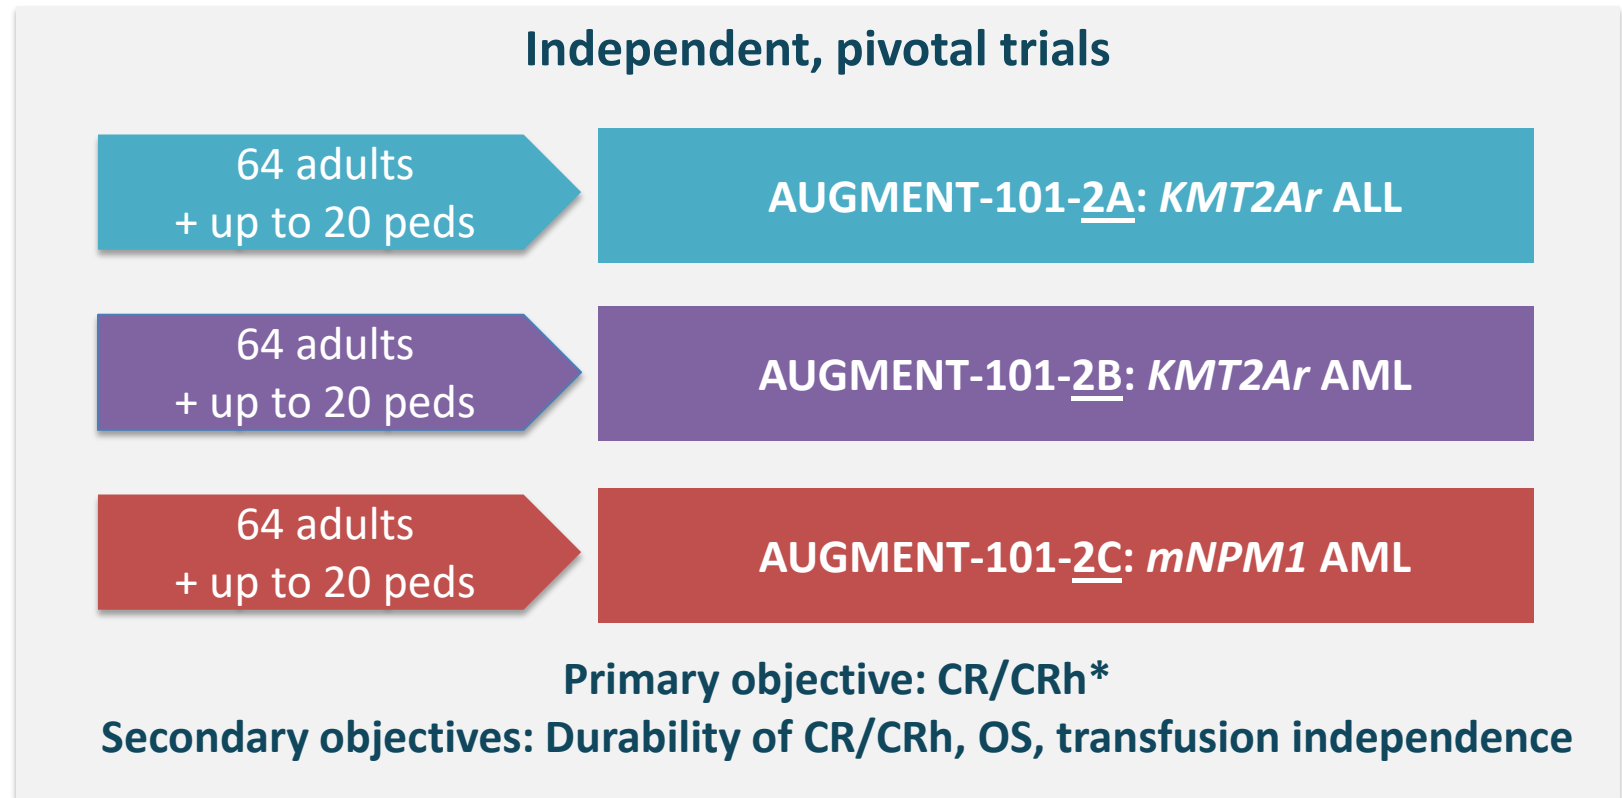 Independent, pivotal trials
64 adults
+ up to 20 peds
AUGMENT-101-2A: KMT2Ar ALL
64 adults
+ up to 20 peds
AUGMENT-101-2B: KMT2Ar AML
64 adults
+ up to 20 peds
AUGMENT-101-2C: mNPM1 AML
Primary objective: CR/CRh*
Secondary objectives: Durability of CR/CRh, OS, transfusion independence